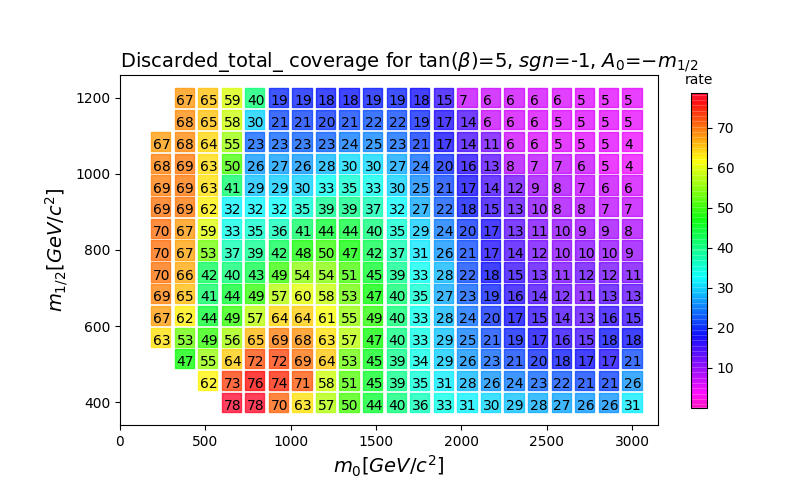 Discarded_total_ coverage for tan(β)=5, sgn=-1, A₀=−m₁/₂
rate
1200
67 65 59 40 19 19 18 18 19 19 18 15 7 6 6 6 6 5 5 5
68 65 58 30 21 21 20 21 22 22 19 17 14 6 6 6 5 5 5 5
67 68 64 55 23 23 23 23 24 25 23 21 17 14 11 6 6 5 5 5 4
1000
68 69 63 50 26 27 26 28 30 30 27 24 20 16 13 8 7 7 6 5 4
69 69 63 41 29 29 30 33 35 33 30 25 21 17 14 12 9 8 7 6 6
69 69 62 32 32 32 35 39 39 37 32 27 22 18 15 13 10 8 8 7 7
800
70 67 59 33 35 36 41 44 44 40 35 29 24 20 17 13 11 10 9 9 8
70 67 53 37 39 42 48 50 47 42 37 31 26 21 17 14 12 10 10 10 9
70 66 42 40 43 49 54 54 51 45 39 33 28 22 18 15 13 11 12 12 11
69 65 41 44 49 57 60 58 53 47 40 35 27 23 19 16 14 12 11 13 13
600
67 62 44 49 57 64 64 61 55 49 40 33 28 24 20 17 15 14 13 16 15
63 53 49 56 65 69 68 63 57 47 40 33 29 25 21 19 17 16 15 18 18
47 55 64 72 72 69 64 53 45 39 34 29 26 23 21 20 18 17 17 21
62 73 76 74 71 58 51 45 39 35 31 28 26 24 23 22 21 21 26
400
78 78 70 63 57 50 44 40 36 33 31 30 29 28 27 26 26 31
0 500 1000 1500 2000 2500 3000
m₀[GeV/c²]
m₁/₂[GeV/c²]
70
60
50
40
30
20
10